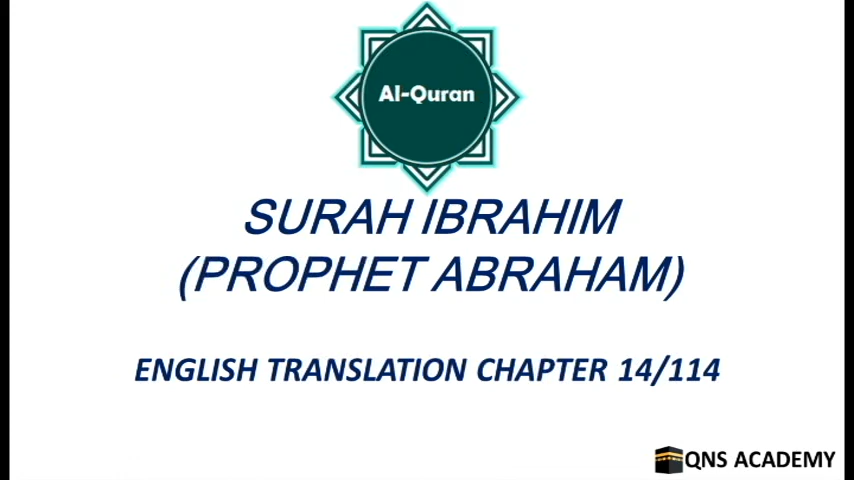 Al-Quran
SURAH IBRAHIM
(PROPHET ABRAHAM)
ENGLISH TRANSLATION CHAPTER 14/114
QNS ACADEMY